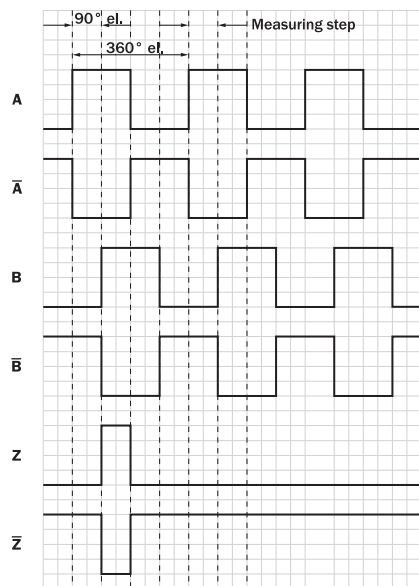 90° el.
Measuring step
360° el.
A
A̅
B
B̅
Z
Z̅